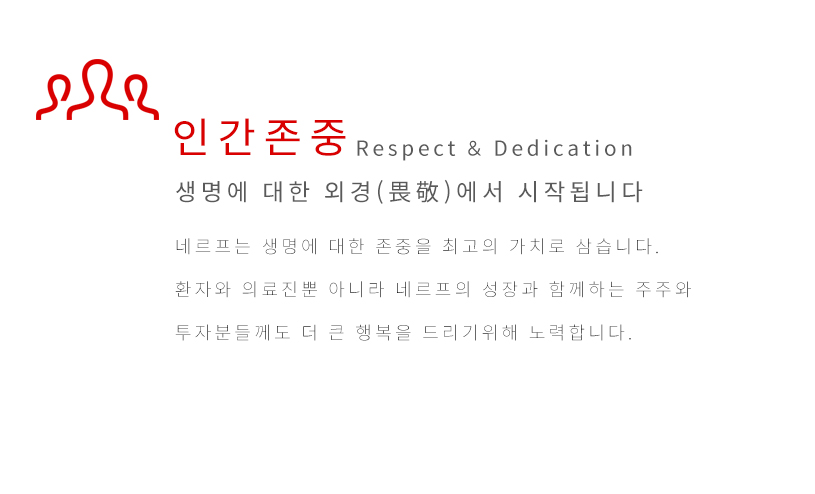 인간존중 Respect & Dedication
생명에 대한 외경(畏敬)에서 시작됩니다
네르프는 생명에 대한 존중을 최고의 가치로 삼습니다.
환자와 의료진뿐 아니라 네르프의 성장과 함께하는 주주와
투자분들께도 더 큰 행복을 드리기위해 노력합니다.